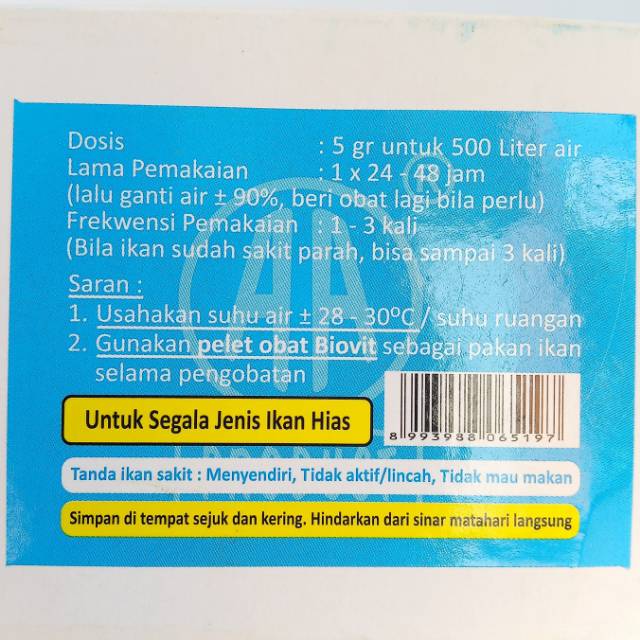 Dosis : 5 gr untuk 500 Liter air
Lama Pemakaian : 1 x 24 - 48 jam
(lalu ganti air ± 90%, beri obat lagi bila perlu)
Frekwensi Pemakaian : 1 - 3 kali
(Bila ikan sudah sakit parah, bisa sampai 3 kali)
Saran :
1. Usahakan suhu air ± 28 - 30ºC / suhu ruangan
2. Gunakan pelet obat Biovit sebagai pakan ikan
selama pengobatan
Untuk Segala Jenis Ikan Hias
8 993988 065197
Tanda ikan sakit : Menyendiri, Tidak aktif/lincah, Tidak mau makan
Simpan di tempat sejuk dan kering. Hindarkan dari sinar matahari langsung
AA
®
PRODUCT